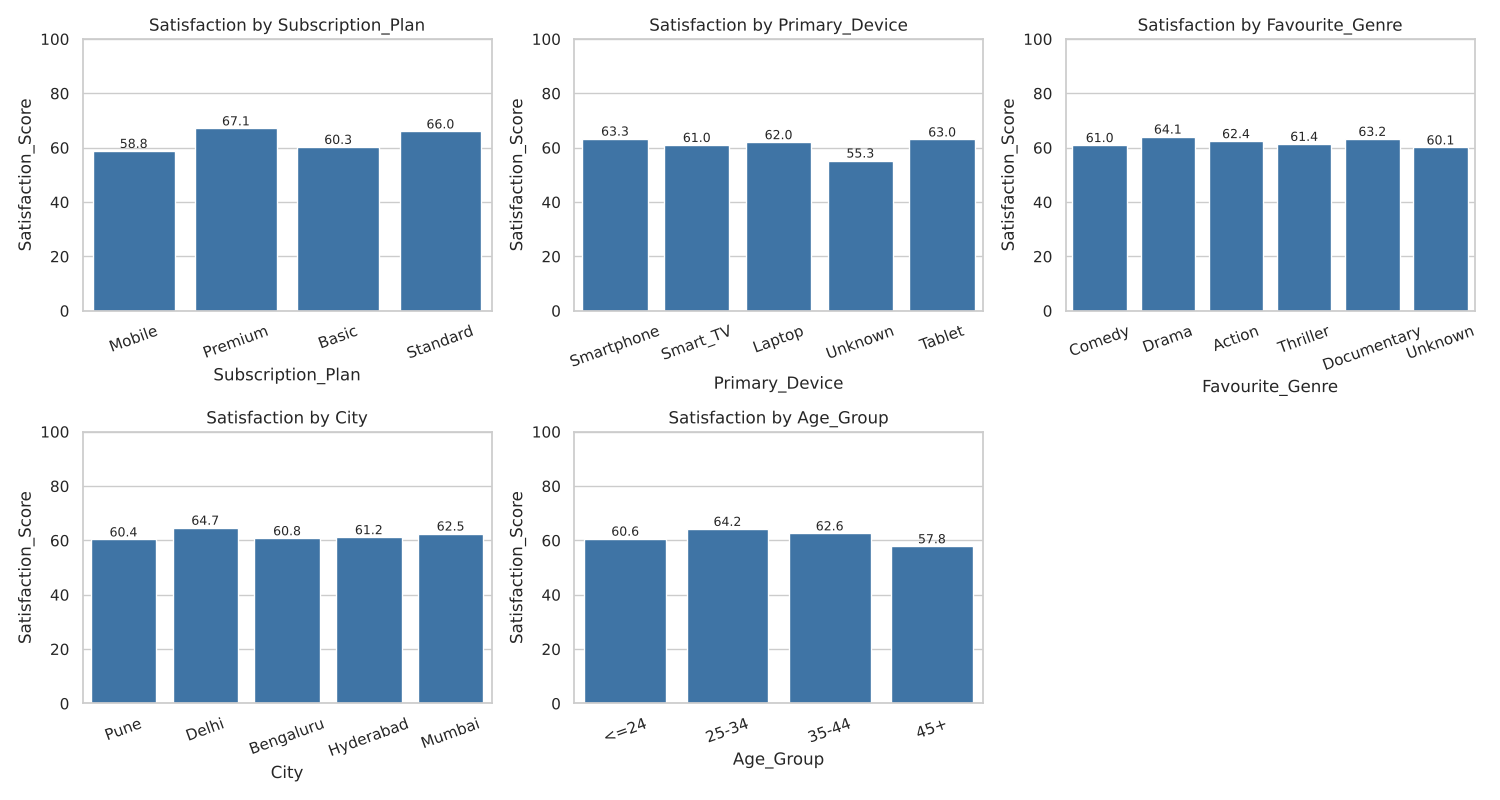 Satisfaction by Subscription_Plan
Satisfaction_Score
100
80
60
40
20
0
58.8
67.1
60.3
66.0
Mobile
Premium
Basic
Standard
Subscription_Plan
Satisfaction by Primary_Device
Satisfaction_Score
100
80
60
40
20
0
63.3
61.0
62.0
55.3
63.0
Smartphone
Smart_TV
Laptop
Unknown
Tablet
Primary_Device
Satisfaction by Favourite_Genre
Satisfaction_Score
100
80
60
40
20
0
61.0
64.1
62.4
61.4
63.2
60.1
Comedy
Drama
Action
Thriller
Documentary
Unknown
Favourite_Genre
Satisfaction by City
Satisfaction_Score
100
80
60
40
20
0
60.4
64.7
60.8
61.2
62.5
Pune
Delhi
Bengaluru
Hyderabad
Mumbai
City
Satisfaction by Age_Group
Satisfaction_Score
100
80
60
40
20
0
60.6
64.2
62.6
57.8
<=24
25-34
35-44
45+
Age_Group